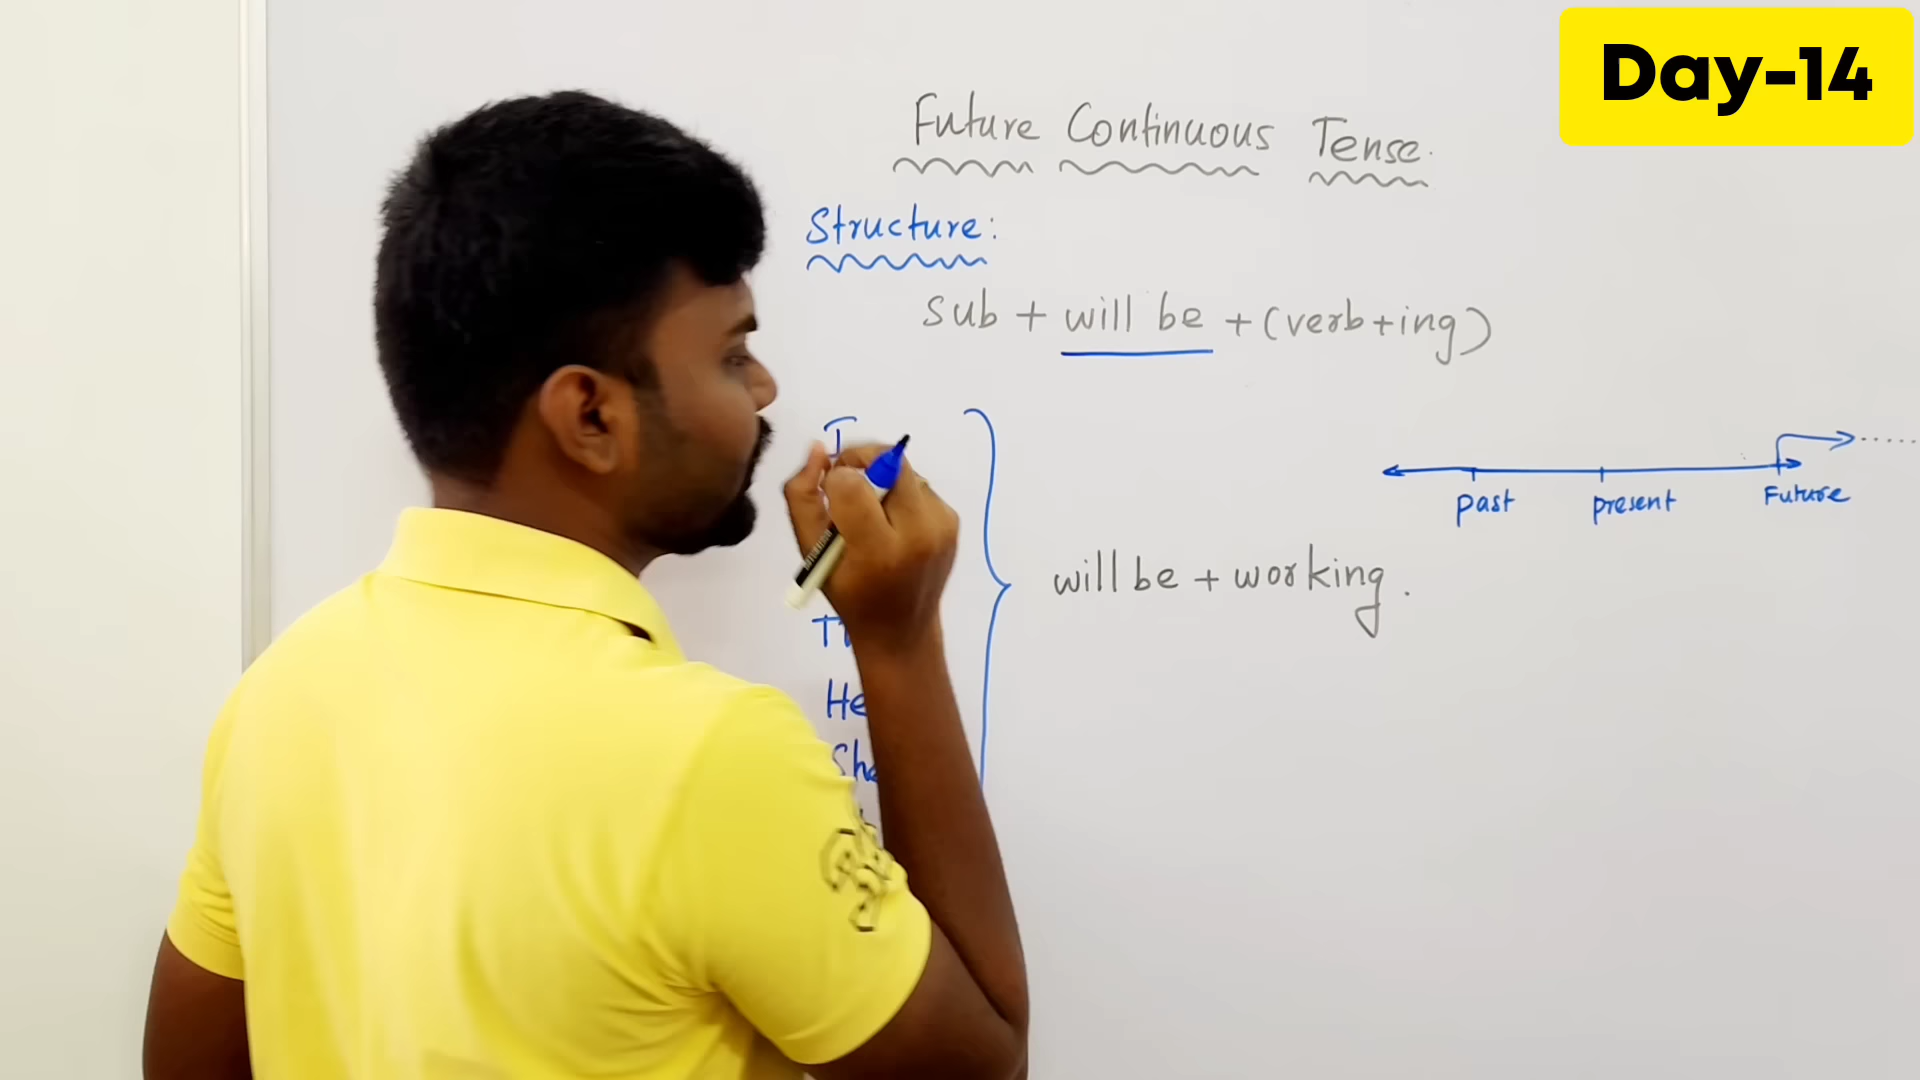 Day-14
Future Continuous Tense.
Structure:
sub + will be + (verb+ing)
I
past present Future
will be + working.
He